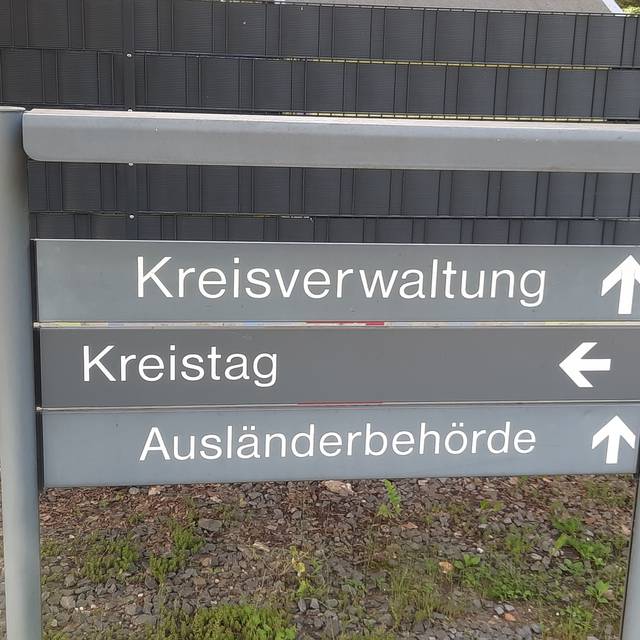 Kreisverwaltung ↑
Kreistag ←
Ausländerbehörde ↑